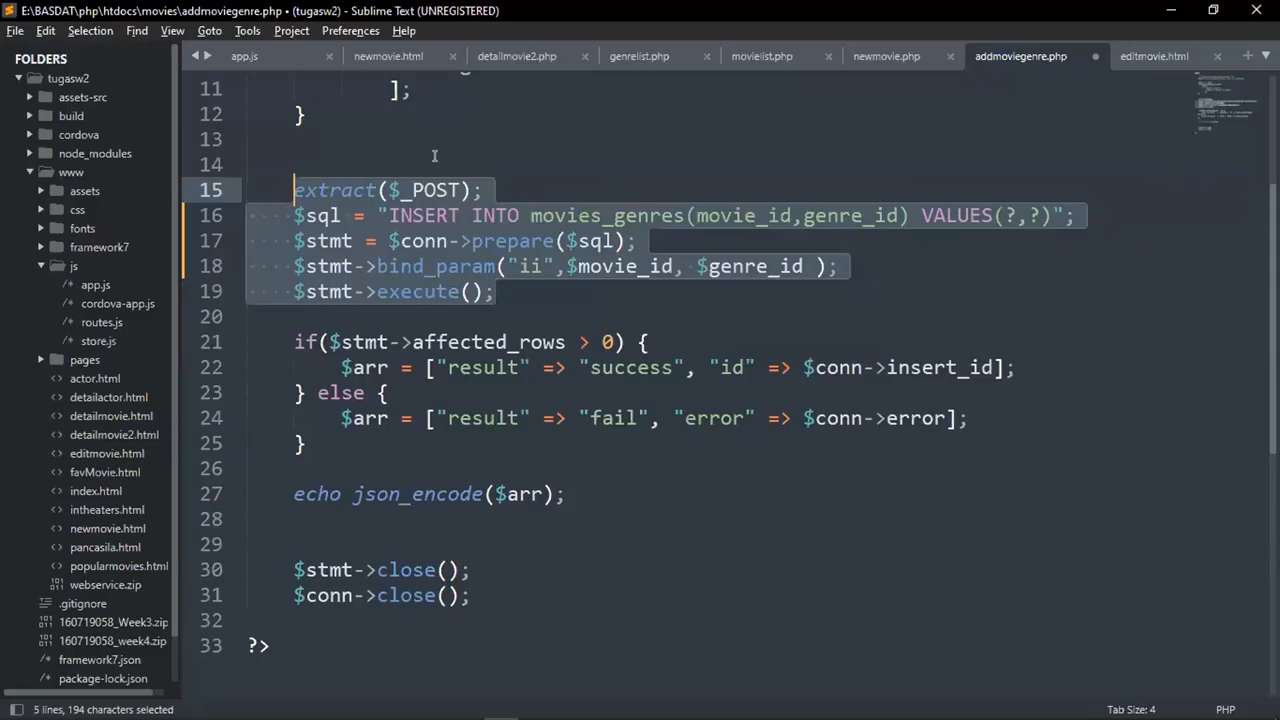 E:\BASDAT\php\htdocs\movies\addmoviegenre.php • (tugasw2) - Sublime Text (UNREGISTERED)
File Edit Selection Find View Goto Tools Project Preferences Help
FOLDERS
tugasw2
assets-src
build
cordova
node_modules
www
assets
css
fonts
framework7
js
app.js
cordova-app.js
routes.js
store.js
pages
actor.html
detailactor.html
detailmovie.html
detailmovie2.html
editmovie.html
favMovie.html
index.html
intheaters.html
newmovie.html
pancasila.html
popularmovies.html
webservice.zip
.gitignore
160719058_Week3.zip
160719058_week4.zip
framework7.json
package-lock.json
app.js newmovie.html detailmovie2.php genrelist.php movielist.php newmovie.php addmoviegenre.php editmovie.html
11 ];
12 }
13
14
15 extract($_POST);
16 $sql = "INSERT INTO movies_genres(movie_id,genre_id) VALUES(?,?)";
17 $stmt = $conn->prepare($sql);
18 $stmt->bind_param("ii",$movie_id, $genre_id );
19 $stmt->execute();
20
21 if($stmt->affected_rows > 0) {
22 $arr = ["result" => "success", "id" => $conn->insert_id];
23 } else {
24 $arr = ["result" => "fail", "error" => $conn->error];
25 }
26
27 echo json_encode($arr);
28
29
30 $stmt->close();
31 $conn->close();
32
33 ?>
5 lines, 194 characters selected Tab Size: 4 PHP